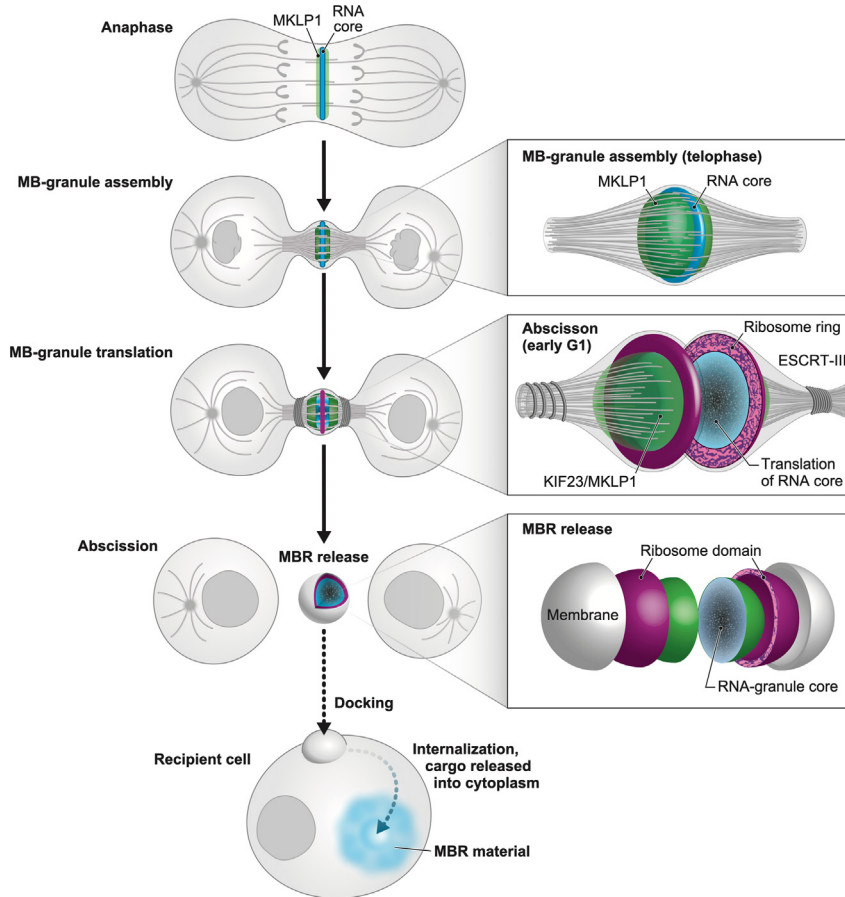 Anaphase
MKLP1
RNA
core
MB-granule assembly
MB-granule assembly (telophase)
MKLP1
RNA core
MB-granule translation
Abscisson
(early G1)
Ribosome ring
ESCRT-III
KIF23/MKLP1
Translation
of RNA core
Abscission
MBR release
MBR release
Ribosome domain
Membrane
RNA-granule core
Docking
Recipient cell
Internalization,
cargo released
into cytoplasm
MBR material